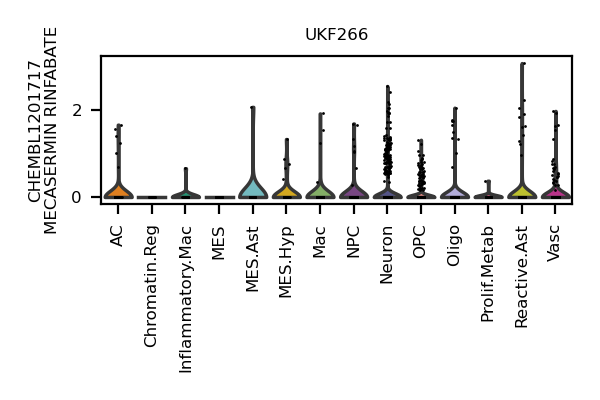 UKF266
CHEMBL1201717
MECASERMIN RINFABATE
2
0
AC
Chromatin.Reg
Inflammatory.Mac
MES
MES.Ast
MES.Hyp
Mac
NPC
Neuron
OPC
Oligo
Prolif.Metab
Reactive.Ast
Vasc